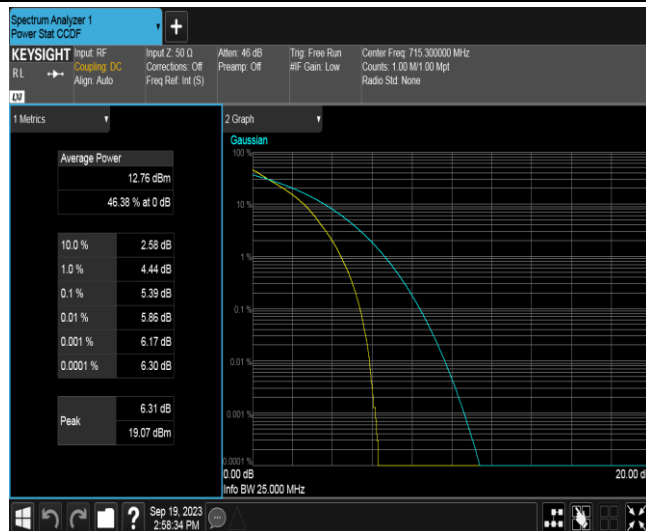 Spectrum Analyzer 1
Power Stat CCDF
+
KEYSIGHT
RL
LXI
Input: RF
Coupling: DC
Align: Auto
Input Z: 50 Ω
Corrections: Off
Freq Ref: Int (S)
Atten: 46 dB
Preamp: Off
Trig: Free Run
#IF Gain: Low
Center Freq: 715.300000 MHz
Counts: 1.00 M/1.00 Mpt
Radio Std: None
1 Metrics
Average Power
12.76 dBm
46.38 % at 0 dB
10.0 % 2.58 dB
1.0 % 4.44 dB
0.1 % 5.39 dB
0.01 % 5.86 dB
0.001 % 6.17 dB
0.0001 % 6.30 dB
Peak
6.31 dB
19.07 dBm
2 Graph
Gaussian
100 %
10 %
1 %
0.1 %
0.01 %
0.001 %
0.0001 %
0.00 dB
20.00 d
Info BW 25.000 MHz
?
Sep 19, 2023
2:58:34 PM